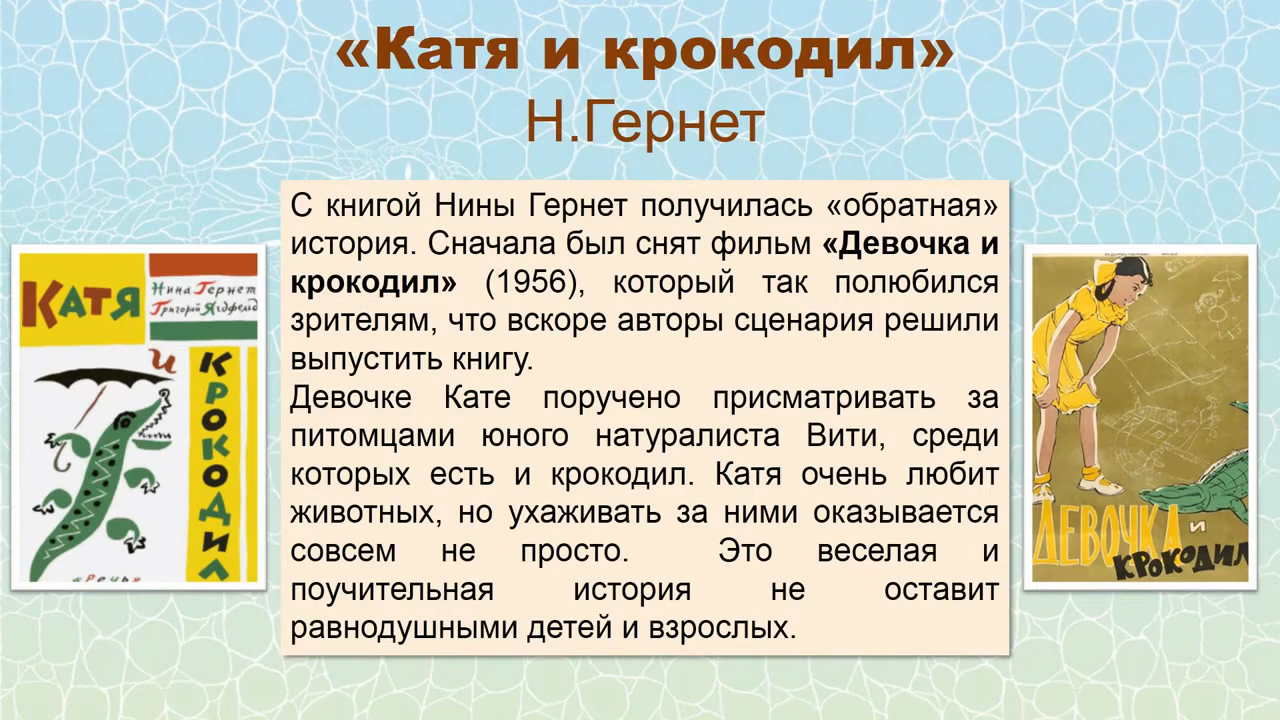 «Катя и крокодил»
Н.Гернет
С книгой Нины Гернет получилась «обратная»
история. Сначала был снят фильм «Девочка и
крокодил» (1956), который так полюбился
зрителям, что вскоре авторы сценария решили
выпустить книгу.
Девочке Кате поручено присматривать за
питомцами юного натуралиста Вити, среди
которых есть и крокодил. Катя очень любит
животных, но ухаживать за ними оказывается
совсем не просто. Это веселая и
поучительная история не оставит
равнодушными детей и взрослых.
КАТЯ
Нина Гернет
Григорий Ягдфельд
И
КРОКОДИЛ
«РЕЧЬ»
ДЕВОЧКА
И
КРОКОДИЛ